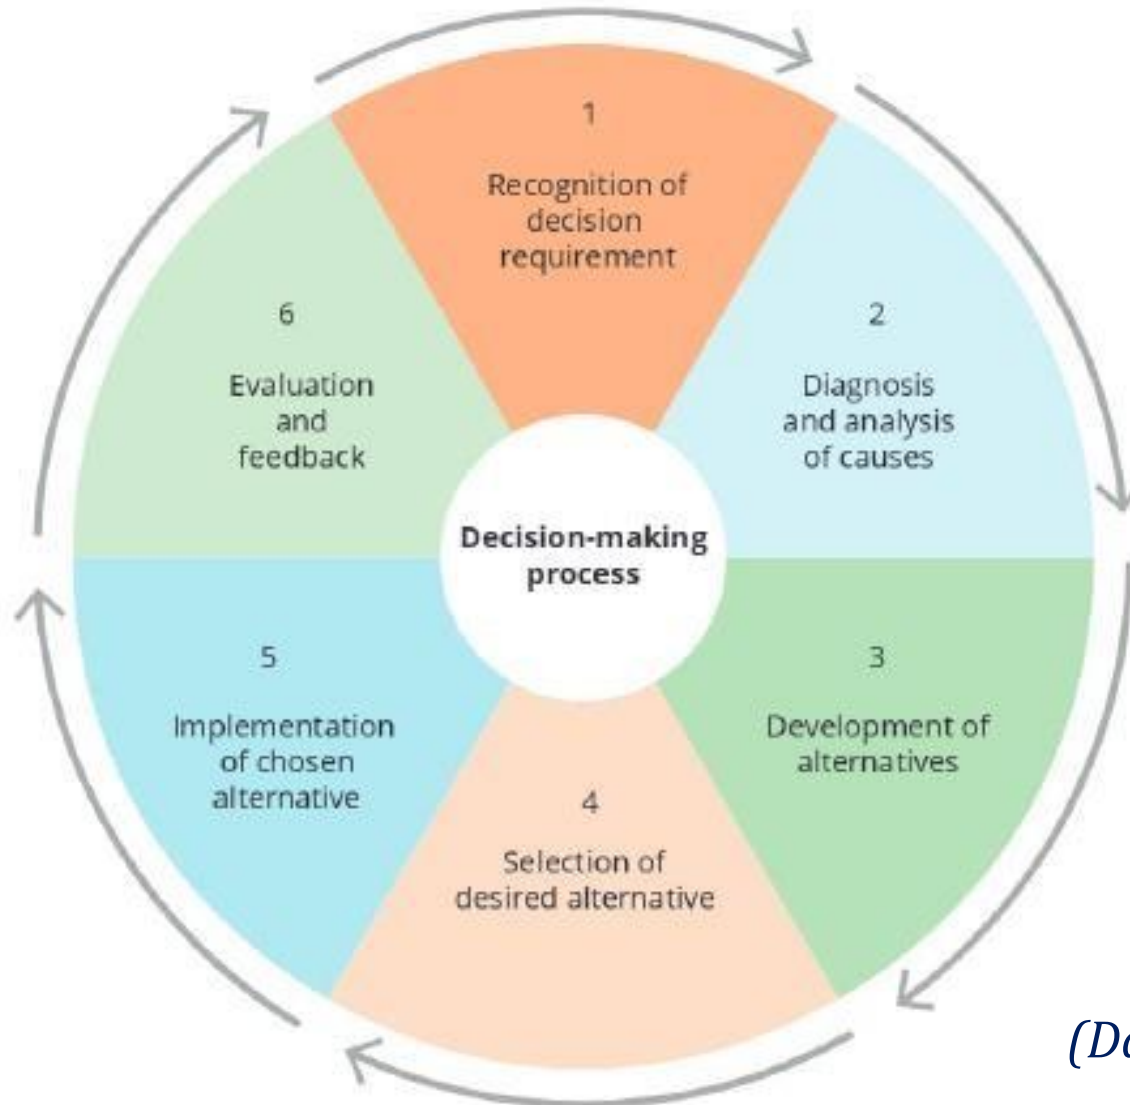 1
Recognition of
decision
requirement
2
Diagnosis
and analysis
of causes
3
Development of
alternatives
4
Selection of
desired alternative
5
Implementation
of chosen
alternative
6
Evaluation
and
feedback
Decision-making
process